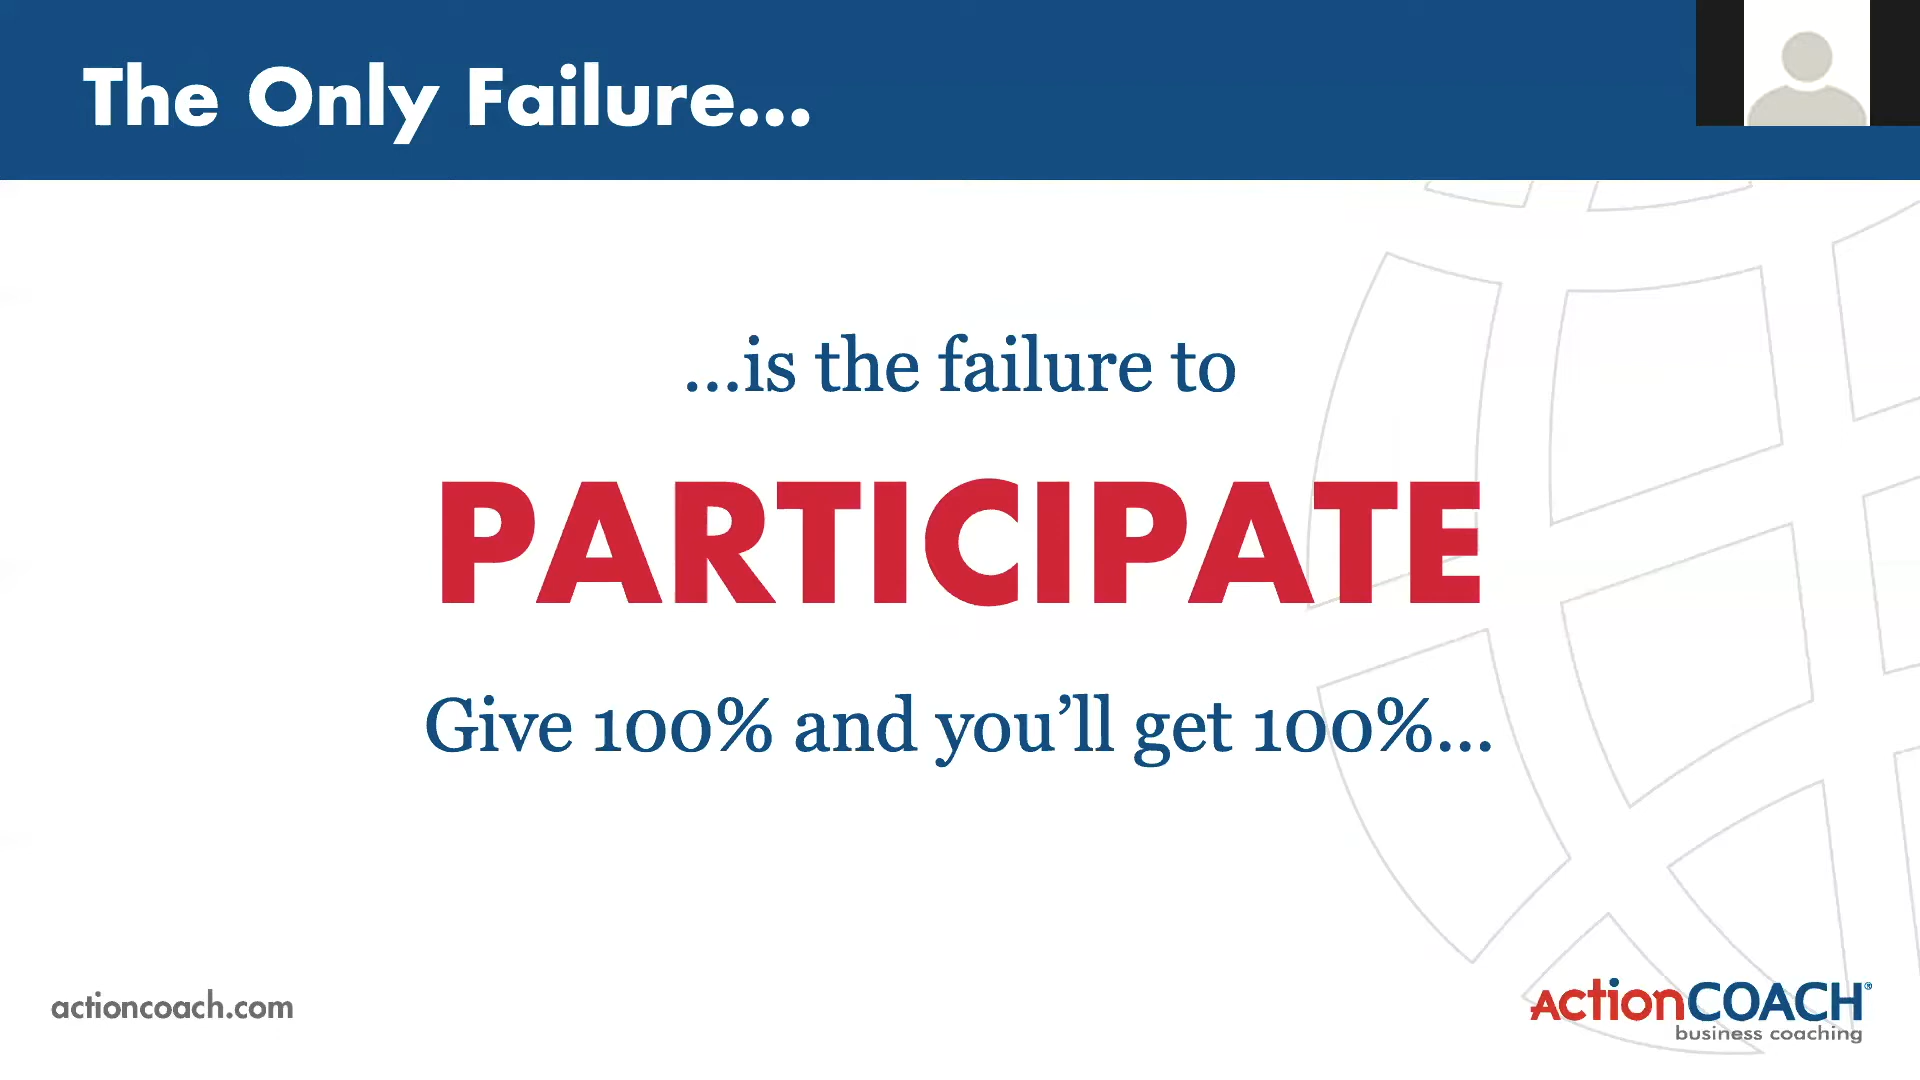 The Only Failure...
...is the failure to
PARTICIPATE
Give 100% and you’ll get 100%...
actioncoach.com
ActionCOACH®
business coaching